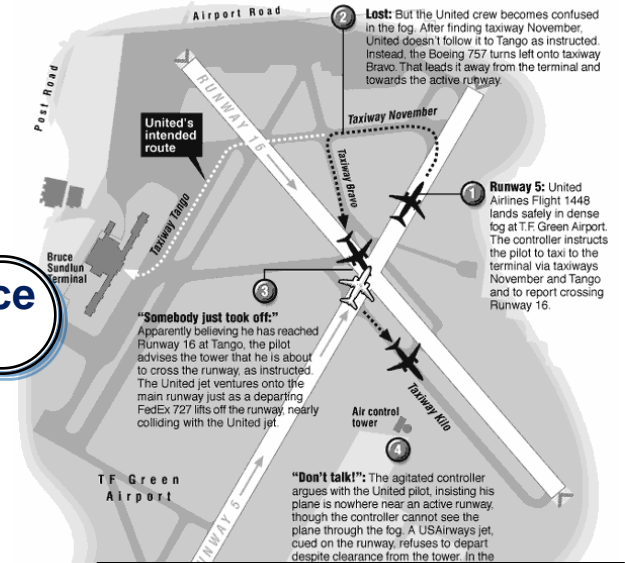 Airport Road
Post Road
RUNWAY 16
United's
intended
route
Taxiway November
Taxiway Bravo
Taxiway Tango
Bruce
Sundlun
Terminal
ce
2
Lost: But the United crew becomes confused
in the fog. After finding taxiway November,
United doesn't follow it to Tango as instructed.
Instead, the Boeing 757 turns left onto taxiway
Bravo. That leads it away from the terminal and
towards the active runway.
1
Runway 5: United
Airlines Flight 1448
lands safely in dense
fog at T.F. Green Airport.
The controller instructs
the pilot to taxi to the
terminal via taxiways
November and Tango
and to report crossing
Runway 16.
3
"Somebody just took off:"
Apparently believing he has reached
Runway 16 at Tango, the pilot
advises the tower that he is about
to cross the runway, as instructed.
The United jet ventures onto the
main runway just as a departing
FedEx 727 lifts off the runway, nearly
colliding with the United jet.
Taxiway Kilo
Air control
tower
4
"Don't talk!": The agitated controller
argues with the United pilot, insisting his
plane is nowhere near an active runway,
though the controller cannot see the
plane through the fog. A USAirways jet,
cued on the runway, refuses to depart
despite clearance from the tower. In the
TF Green
Airport
UNWAY 5